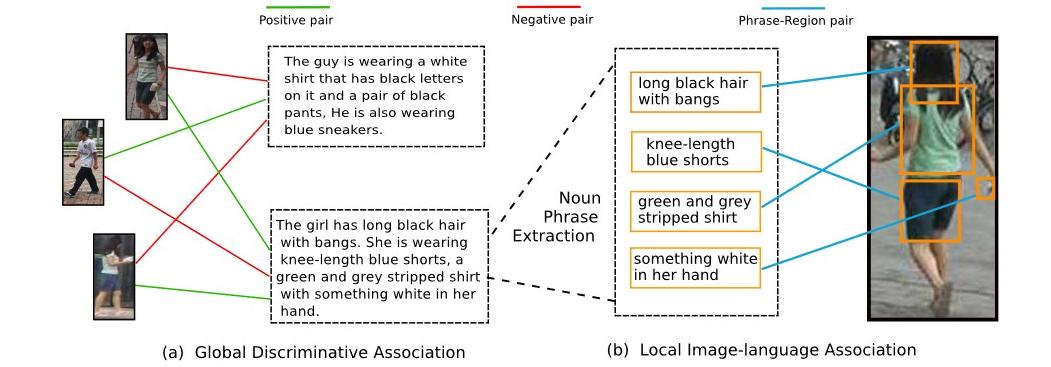 Positive pair
Negative pair
Phrase-Region pair
The guy is wearing a white
shirt that has black letters
on it and a pair of black
pants, He is also wearing
blue sneakers.
The girl has long black hair
with bangs. She is wearing
knee-length blue shorts, a
green and grey stripped shirt
with something white in her
hand.
Noun
Phrase
Extraction
long black hair
with bangs
knee-length
blue shorts
green and grey
stripped shirt
something white
in her hand
(a) Global Discriminative Association
(b) Local Image-language Association